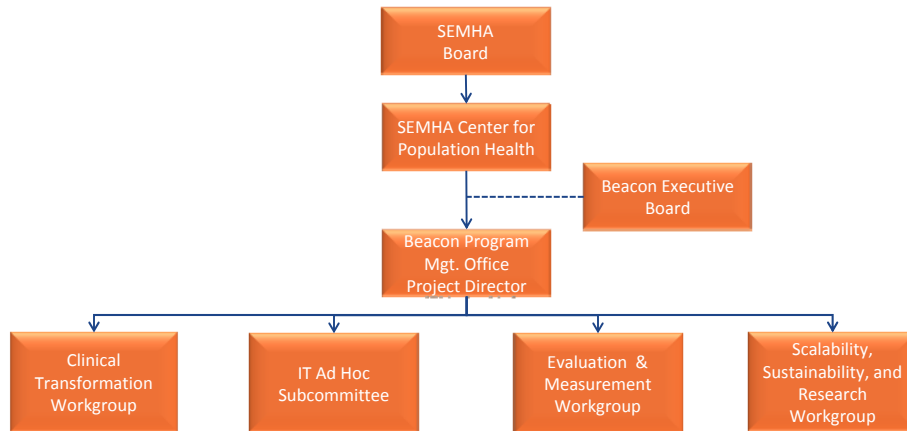 SEMHA
Board
SEMHA Center for
Population Health
Beacon Executive
Board
Beacon Program
Mgt. Office
Project Director
Clinical
Transformation
Workgroup
IT Ad Hoc
Subcommittee
Evaluation &
Measurement
Workgroup
Scalability,
Sustainability, and
Research
Workgroup